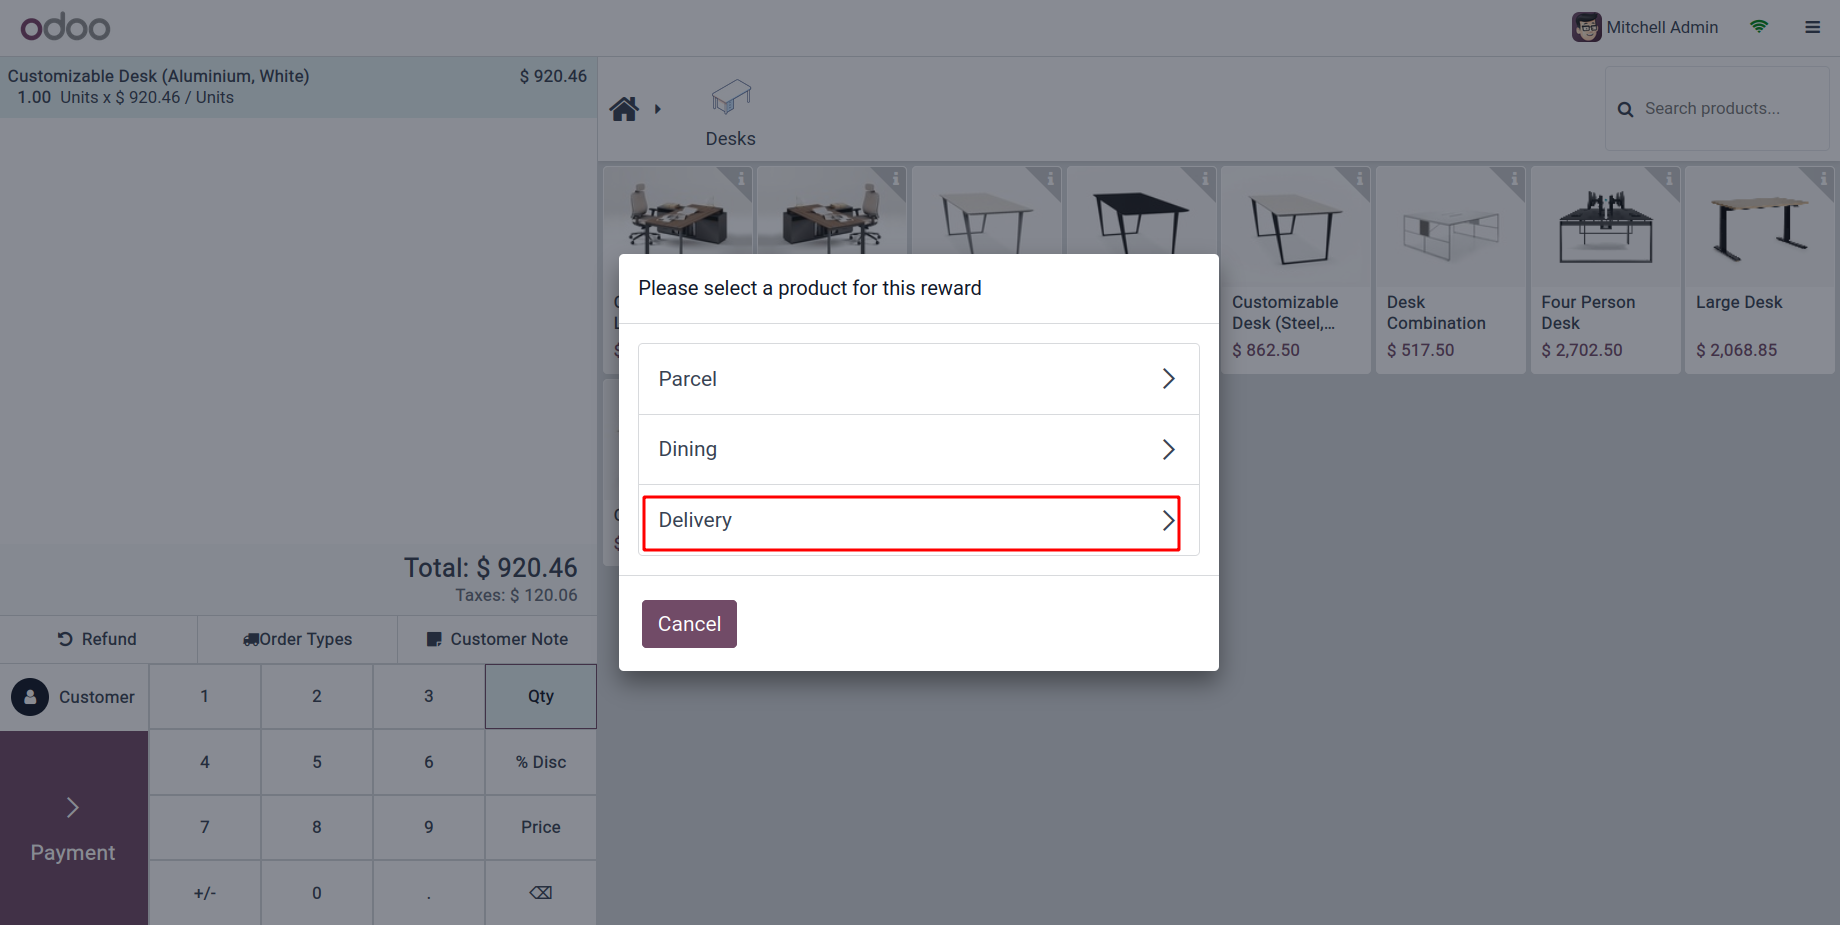 odoo
Mitchell Admin
Customizable Desk (Aluminium, White) $ 920.46
1.00 Units x $ 920.46 / Units
Desks
Search products...
Please select a product for this reward
Parcel
Dining
Delivery
Cancel
Customizable
Desk (Steel,...
$ 862.50
Desk
Combination
$ 517.50
Four Person
Desk
$ 2,702.50
Large Desk
$ 2,068.85
Total: $ 920.46
Taxes: $ 120.06
Refund
Order Types
Customer Note
Customer
1 2 3 Qty
4 5 6 % Disc
7 8 9 Price
+/- 0 . ⌫
Payment